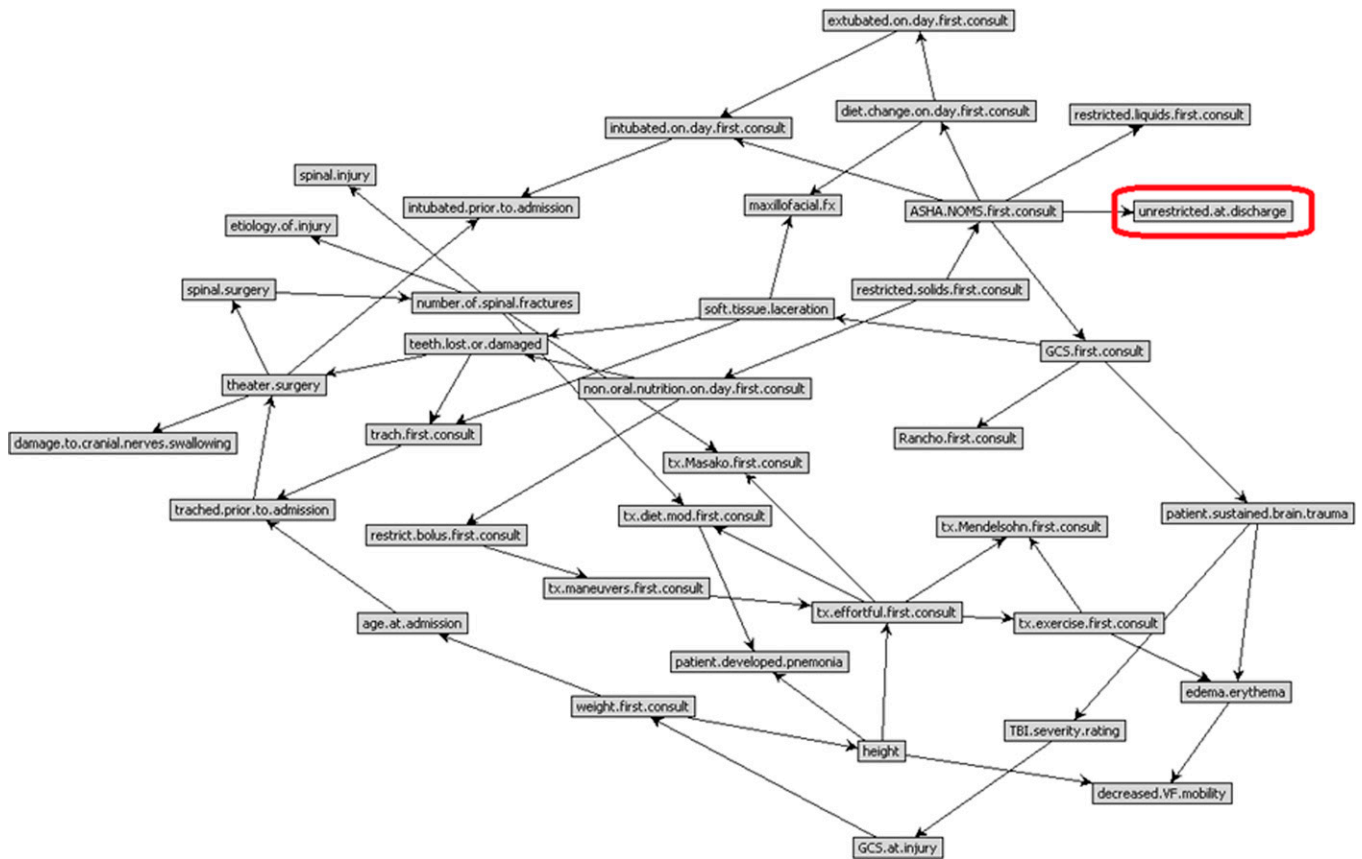 extubated.on.day.first.consult
diet.change.on.day.first.consult
restricted.liquids.first.consult
intubated.on.day.first.consult
spinal.injury
intubated.prior.to.admission
maxillofacial.fx
ASHA.NOMS.first.consult
unrestricted.at.discharge
etiology.of.injury
spinal.surgery
number.of.spinal.fractures
soft.tissue.laceration
restricted.solids.first.consult
teeth.lost.or.damaged
GCS.first.consult
theater.surgery
non.oral.nutrition.on.day.first.consult
damage.to.cranial.nerves.swallowing
trach.first.consult
Rancho.first.consult
tx.Masako.first.consult
trached.prior.to.admission
tx.diet.mod.first.consult
tx.Mendelsohn.first.consult
patient.sustained.brain.trauma
restrict.bolus.first.consult
tx.maneuvers.first.consult
tx.effortful.first.consult
tx.exercise.first.consult
age.at.admission
patient.developed.pnemonia
edema.erythema
weight.first.consult
TBI.severity.rating
height
decreased.VF.mobility
GCS.at.injury